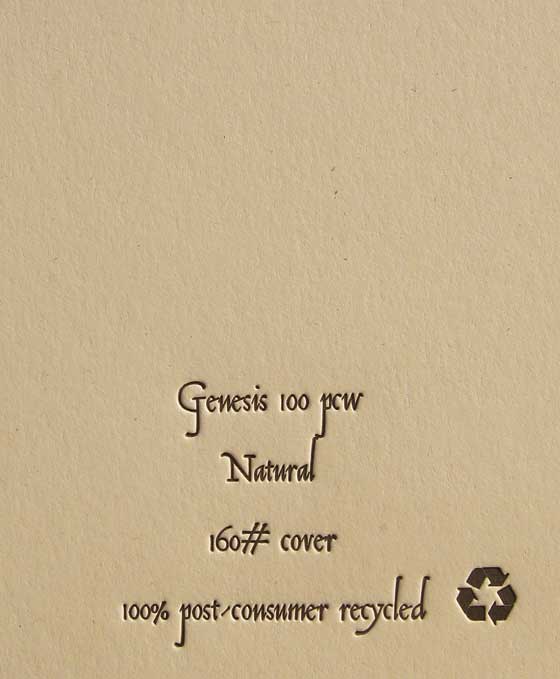 Genesis 100 pcw
Natural
160# cover
100% post-consumer recycled